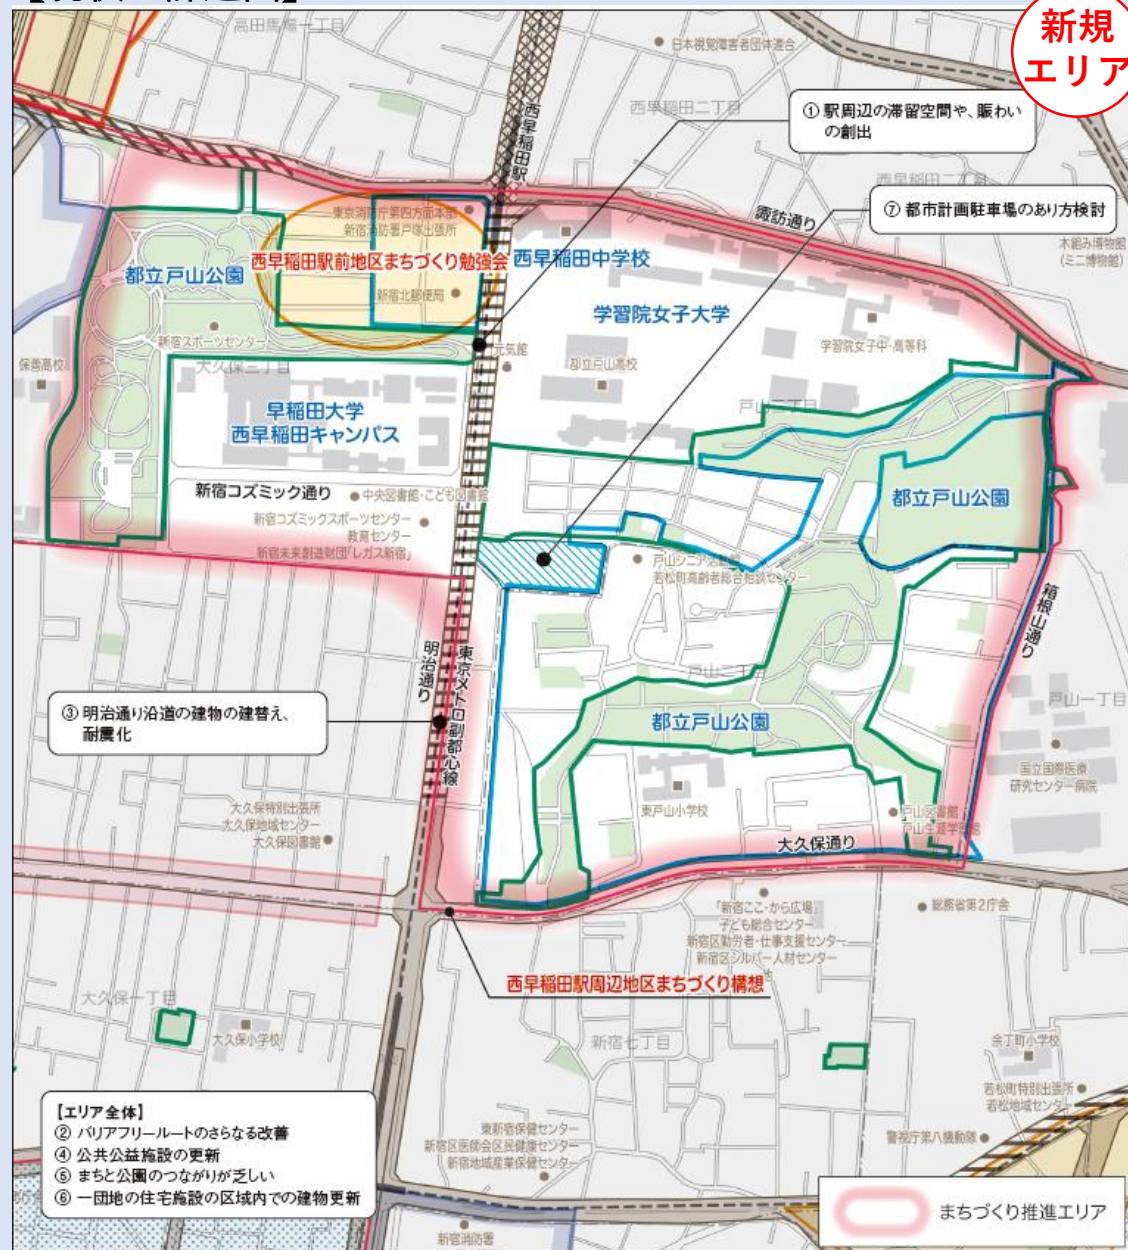 新規
エリア
高田馬場一丁目
日本視覚障害者団体連合
西早稲田二丁目
西早稲田駅
① 駅周辺の滞留空間や、賑わい
の創出
⑦ 都市計画駐車場のあり方検討
諏訪通り
木組み博物館
(ミニ博物館)
東京消防庁第四方面本部
新宿消防署戸塚出張所
西早稲田駅前地区まちづくり勉強会
西早稲田中学校
都立戸山公園
新宿北郵便局
学習院女子大学
新宿スポーツセンター
元気館
学習院女子中・高等科
保善高校
大久保三丁目
都立戸山高校
早稲田大学
西早稲田キャンパス
戸山三丁目
新宿コズミック通り
中央図書館・こども図書館
都立戸山公園
新宿コズミックスポーツセンター
教育センター
新宿未来創造財団「レガス新宿」
戸山シニア活動館
若松町高齢者総合相談センター
箱根山通り
明治通り
東京メトロ副都心線
戸山二丁目
戸山一丁目
③ 明治通り沿道の建物の建替え、
耐震化
都立戸山公園
国立国際医療
研究センター病院
大久保特別出張所
大久保地域センター
大久保図書館
東戸山小学校
戸山図書館
戸山生涯学習館
大久保通り
「新宿ここ・から広場」
子ども総合センター
新宿区勤労者・仕事支援センター
新宿区シルバー人材センター
他
総務省第2庁舎
西早稲田駅周辺地区まちづくり構想
大久保一丁目
大久保小学校
新宿七丁目
余丁町小学校
若松町特別出張所
若松地域センター
【エリア全体】
② バリアフリールートのさらなる改善
④ 公共公益施設の更新
⑤ まちと公園のつながりが乏しい
⑥ 一団地の住宅施設の区域内での建物更新
東新宿保健センター
新宿区医師会区民健康センター
新宿地域産業保健センター
警視庁第八機動隊
まちづくり推進エリア
新宿消防署